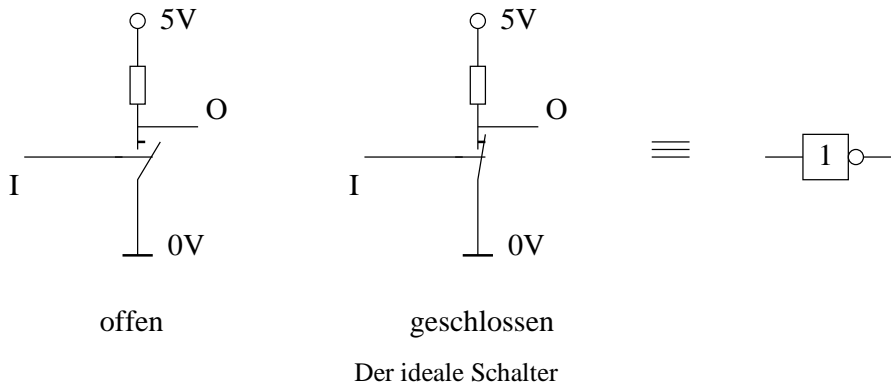 5V
5V
O
O
1
I
I
0V
0V
offen
geschlossen
Der ideale Schalter